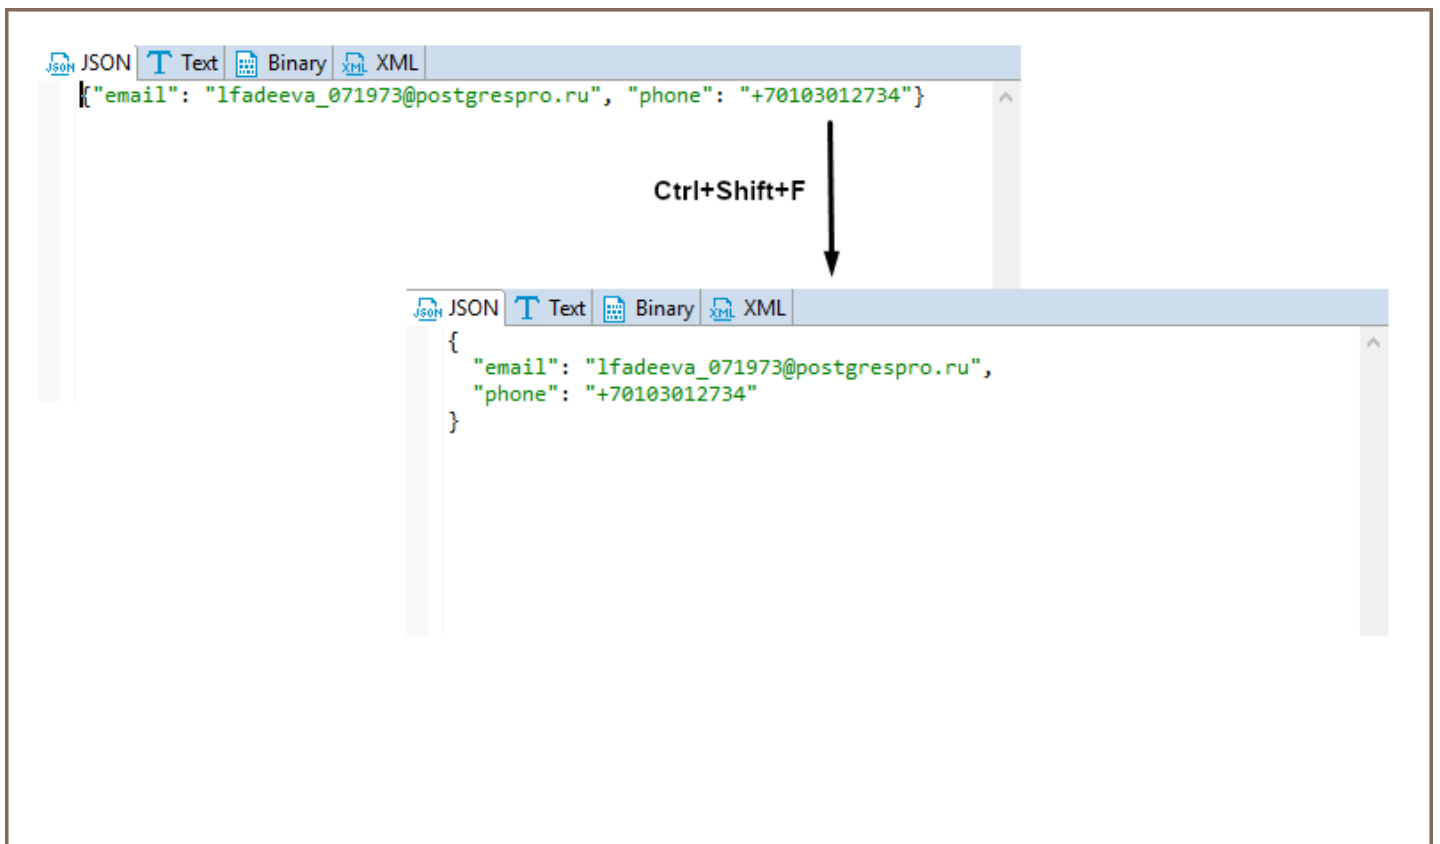 JSON Text Binary XML
{"email": "lfadeeva_071973@postgrespro.ru", "phone": "+70103012734"}
Ctrl+Shift+F
JSON Text Binary XML
{
"email": "lfadeeva_071973@postgrespro.ru",
"phone": "+70103012734"
}